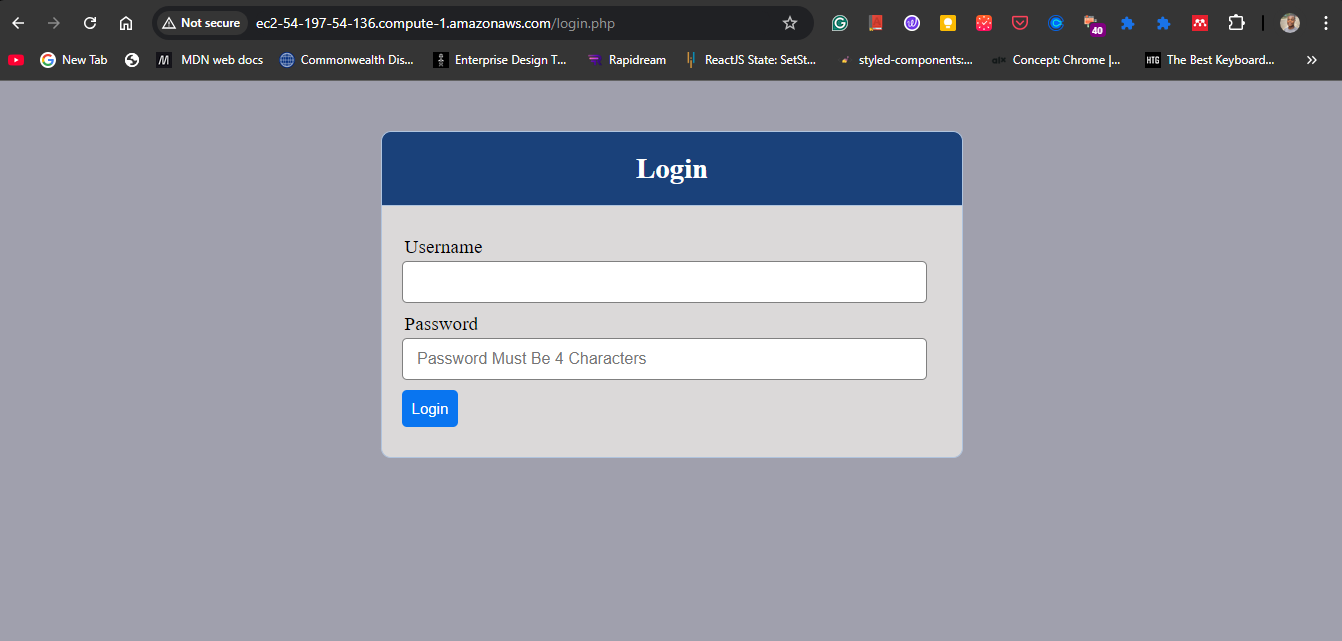 Not secure ec2-54-197-54-136.compute-1.amazonaws.com/login.php 40
New Tab MDN web docs Commonwealth Dis... Enterprise Design T... Rapidream ReactJS State: SetSt... styled-components:... Concept: Chrome |... HTG The Best Keyboard...
Login
Username
Password
Password Must Be 4 Characters
Login